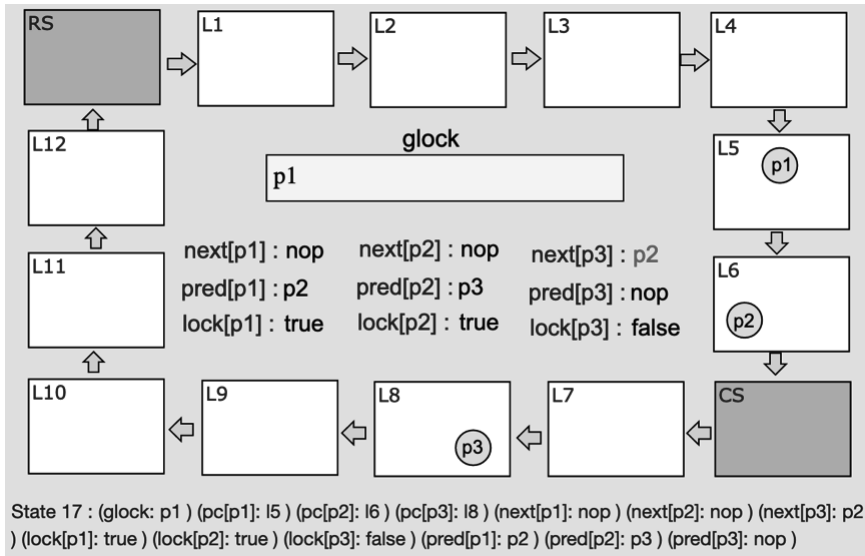 RS
L1
L2
L3
L4
L12
glock
L5
p1
p1
L11
next[p1] : nop
next[p2] : nop
next[p3] : p2
L6
pred[p1] : p2
pred[p2] : p3
pred[p3] : nop
p2
lock[p1] : true
lock[p2] : true
lock[p3] : false
L10
L9
L8
L7
CS
p3
State 17 : (glock: p1 ) (pc[p1]: l5 ) (pc[p2]: l6 ) (pc[p3]: l8 ) (next[p1]: nop ) (next[p2]: nop ) (next[p3]: p2
) (lock[p1]: true ) (lock[p2]: true ) (lock[p3]: false ) (pred[p1]: p2 ) (pred[p2]: p3 ) (pred[p3]: nop )